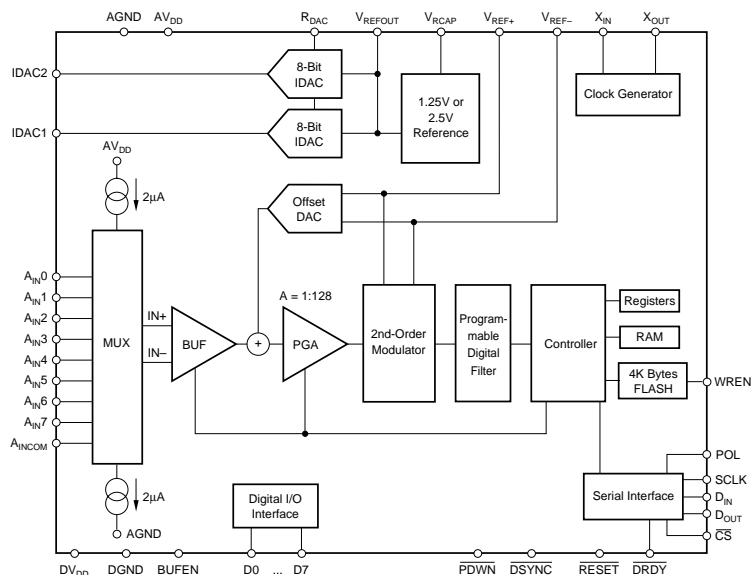 AGND AVDD RDAC VREFOUT VRCAP VREF+ VREF– XIN XOUT
IDAC2
8-Bit
IDAC
1.25V or
2.5V
Reference
Clock Generator
IDAC1
8-Bit
IDAC
AVDD
2μA
Offset
DAC
MUX
AIN0
AIN1
AIN2
AIN3
AIN4
AIN5
AIN6
AIN7
AINCOM
IN+
IN–
BUF
+
A = 1:128
PGA
2nd-Order
Modulator
Program-
mable
Digital
Filter
Controller
Registers
RAM
4K Bytes
FLASH
WREN
2μA
AGND
Digital I/O
Interface
Serial Interface
POL
SCLK
DIN
DOUT
CS
DVDD DGND BUFEN D0 ... D7 PDWN DSYNC RESET DRDY